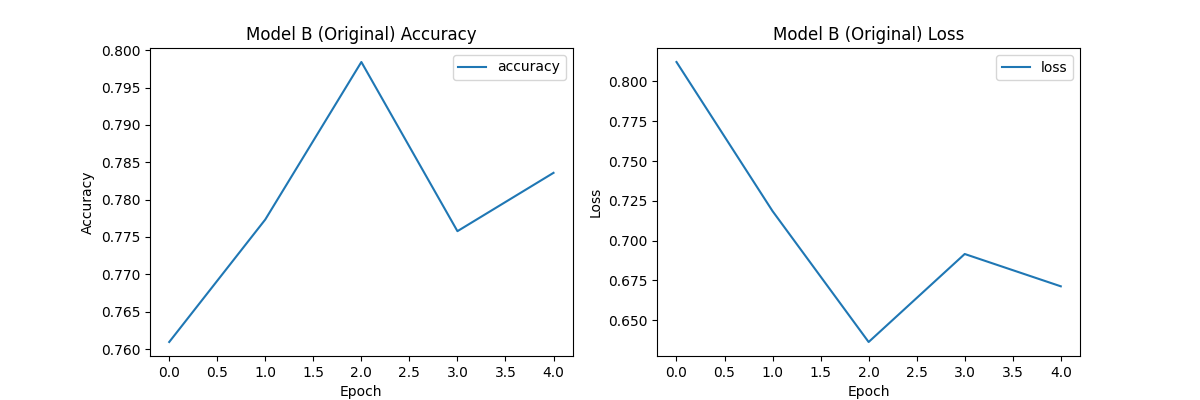 Model B (Original) Accuracy
accuracy
0.800
0.795
0.790
0.785
0.780
0.775
0.770
0.765
0.760
Accuracy
0.0 0.5 1.0 1.5 2.0 2.5 3.0 3.5 4.0
Epoch
Model B (Original) Loss
loss
0.800
0.775
0.750
0.725
0.700
0.675
0.650
Loss
0.0 0.5 1.0 1.5 2.0 2.5 3.0 3.5 4.0
Epoch